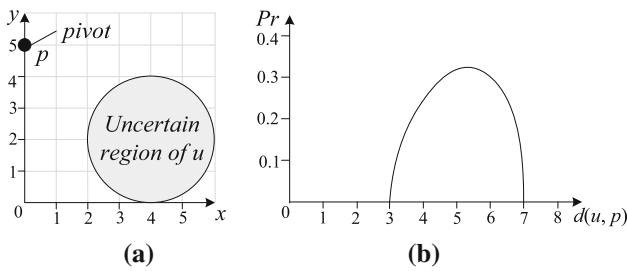 y
pivot
5
p
4
3
2
1
0
1 2 3 4 5 x
Uncertain
region of u
(a)
Pr
0.4
0.3
0.2
0.1
0
1 2 3 4 5 6 7 8 d(u, p)
(b)